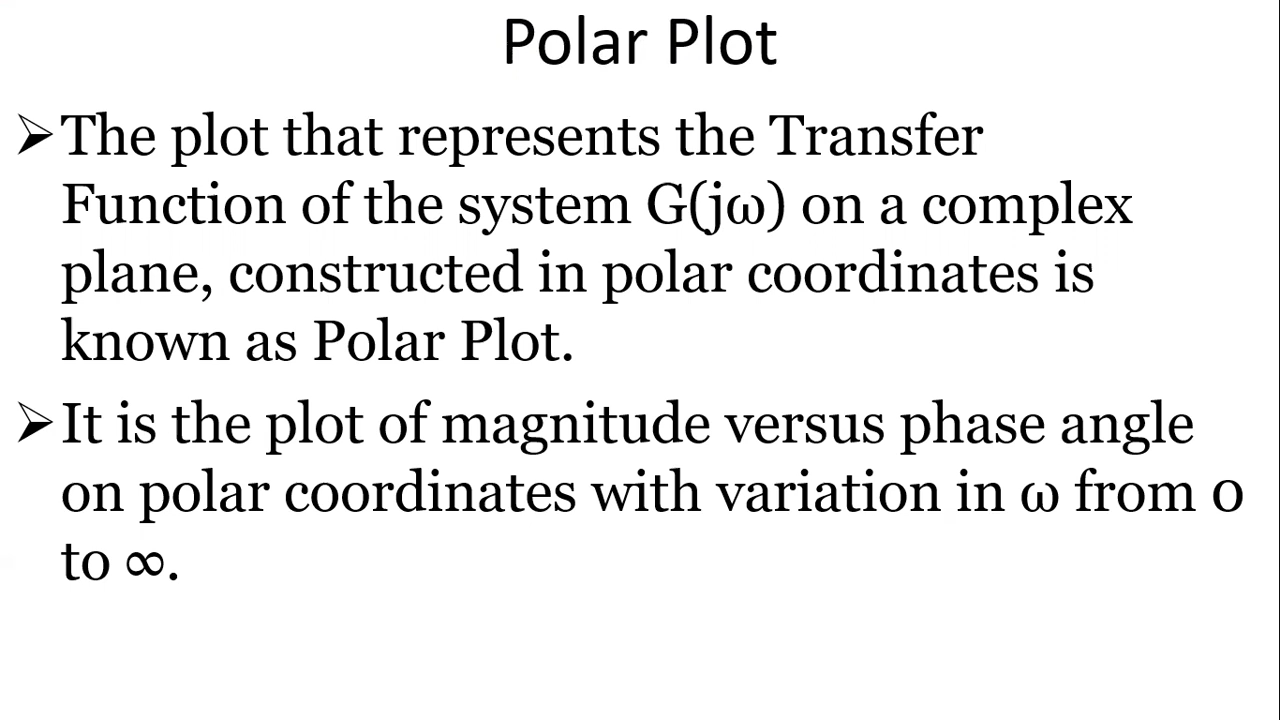 Polar Plot
➢The plot that represents the Transfer
Function of the system G(jω) on a complex
plane, constructed in polar coordinates is
known as Polar Plot.
➢It is the plot of magnitude versus phase angle
on polar coordinates with variation in ω from 0
to ∞.